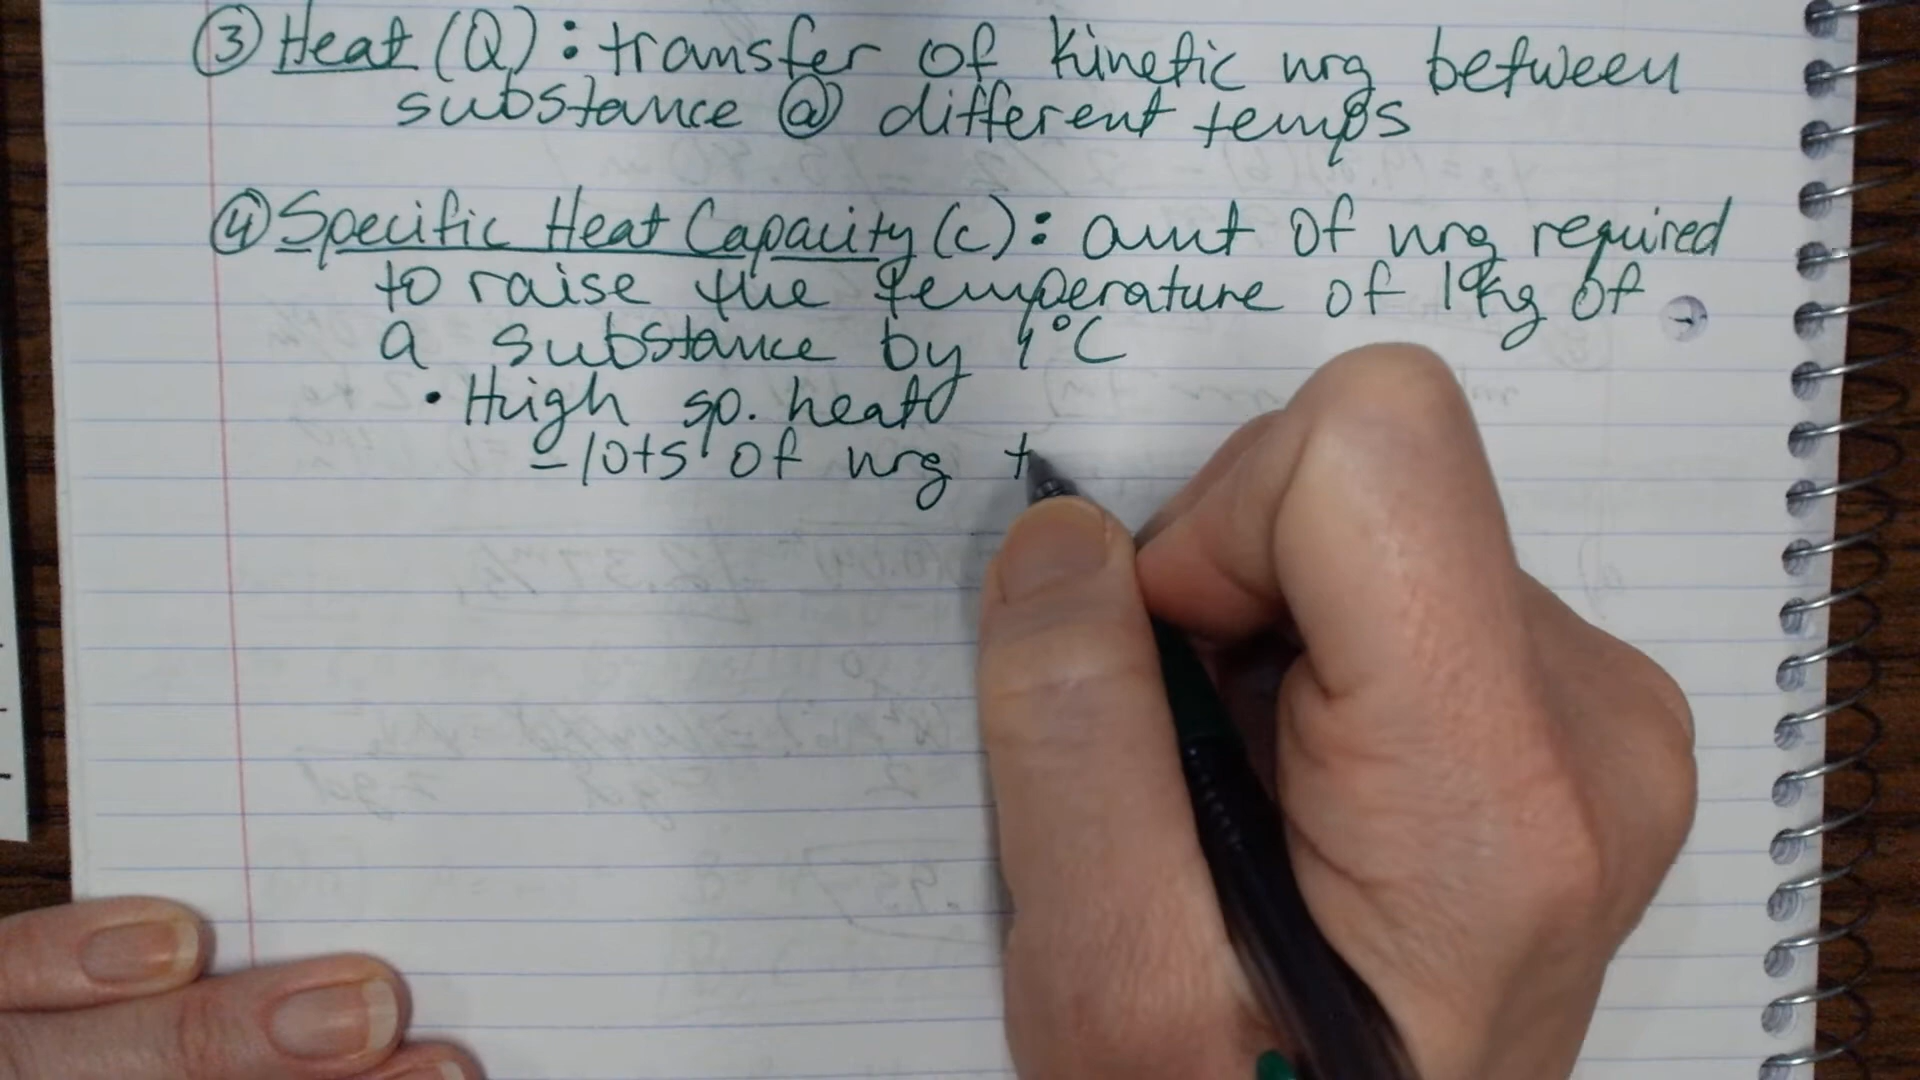 ③ Heat (Q): transfer of kinetic nrg between
substance @ different temps
④ Specific Heat Capacity (c): amt of nrg required
to raise the temperature of 1kg of
a substance by 1°C
• High sp. heat
- lots of nrg t